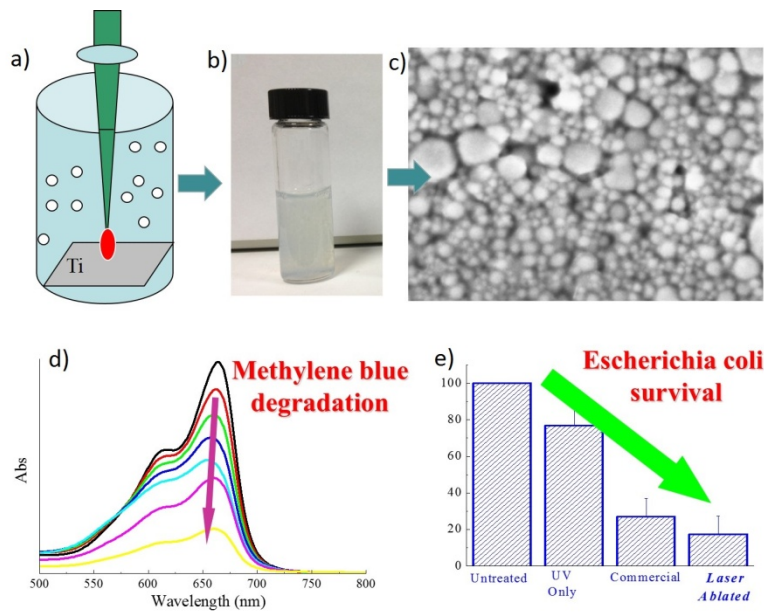 a)
b)
c)
Ti
d)
Methylene blue
degradation
Abs
500 550 600 650 700 750 800
Wavelength (nm)
e)
Escherichia coli
survival
100
80
60
40
20
0
Untreated
UV
Only
Commercial
Laser
Ablated